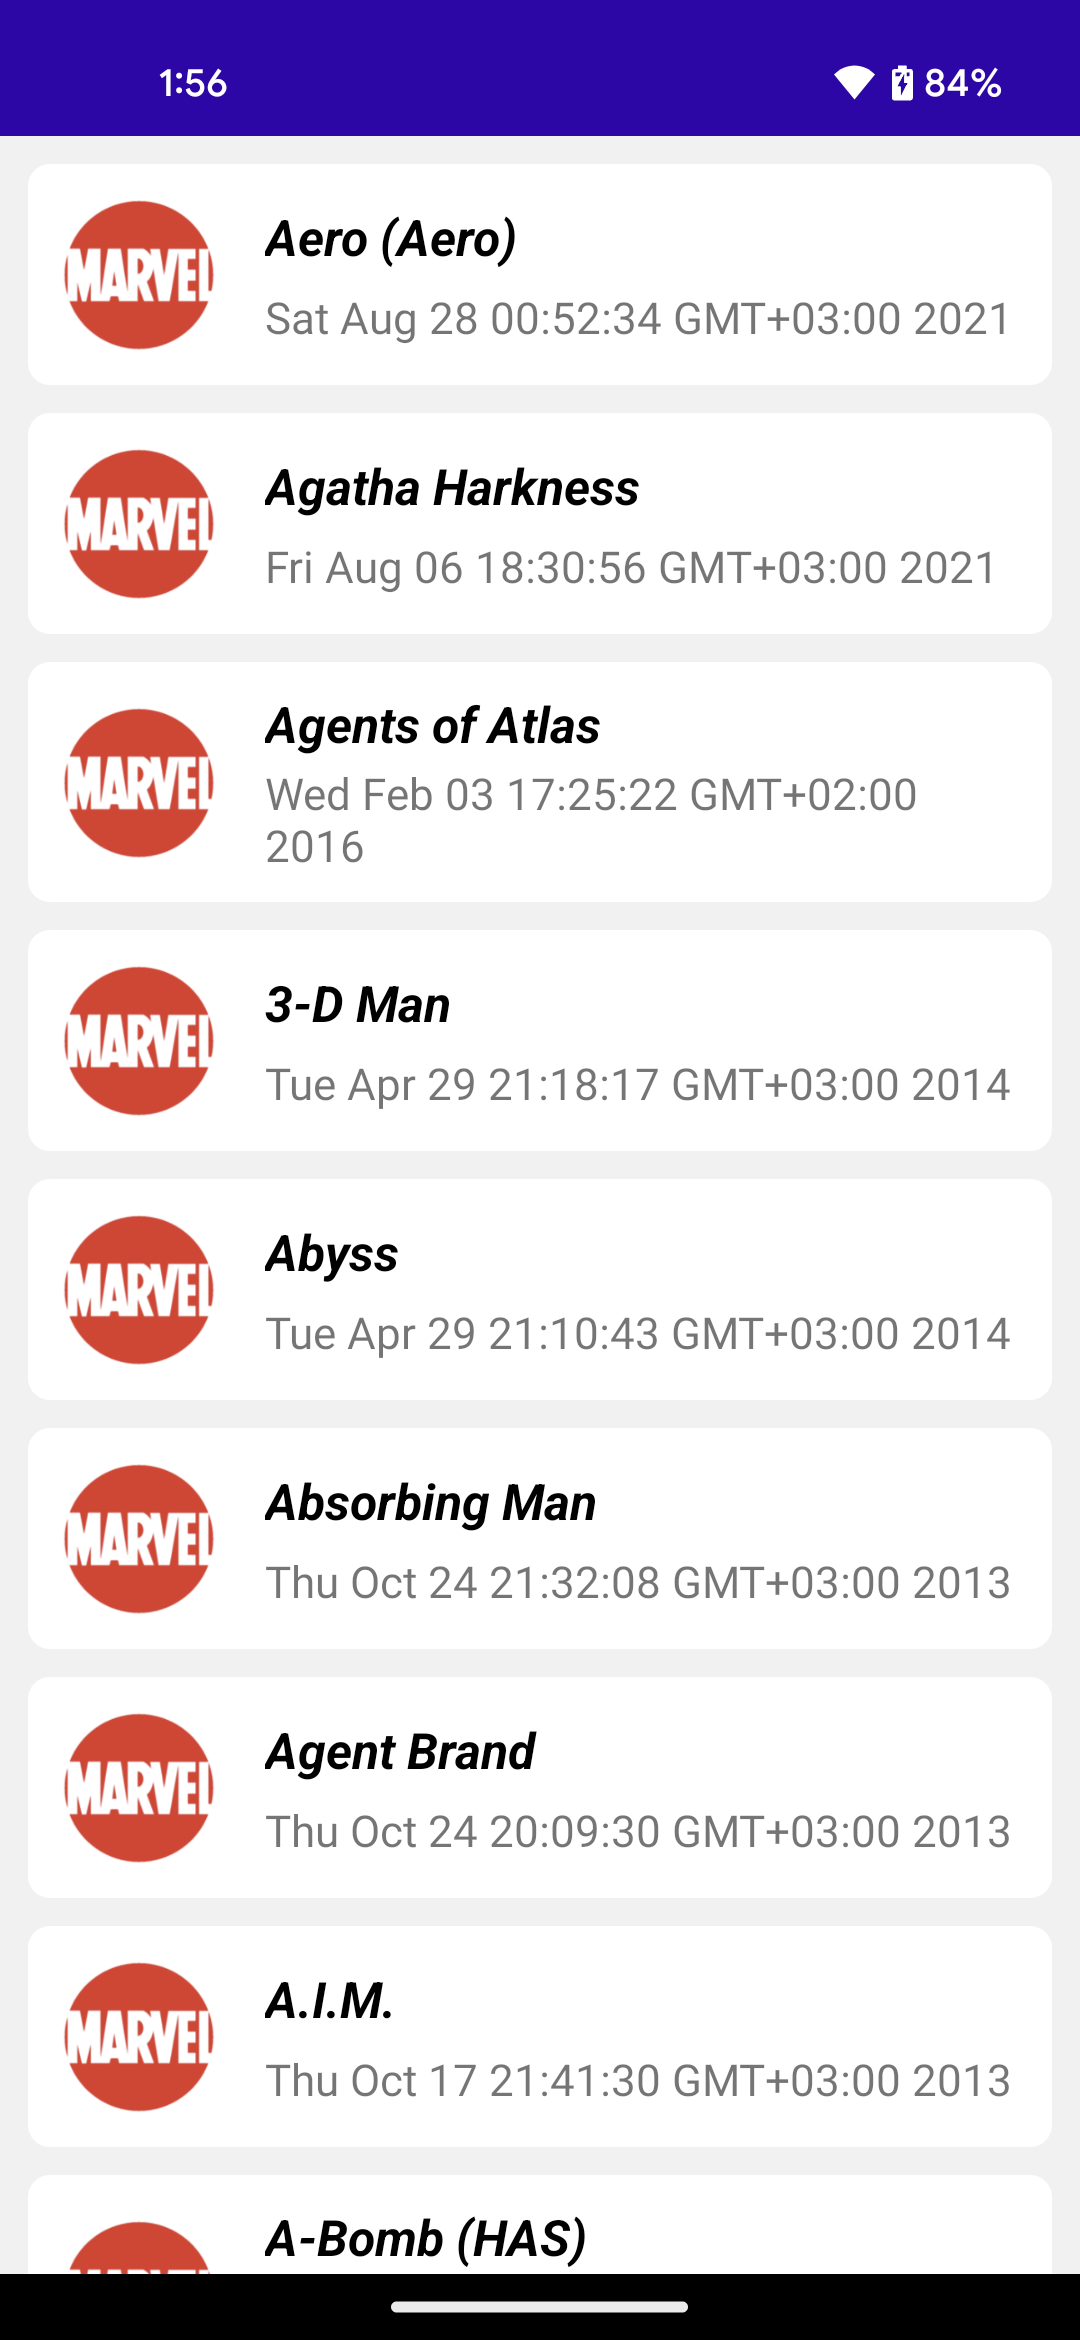 1:56
84%
MARVEL
Aero (Aero)
Sat Aug 28 00:52:34 GMT+03:00 2021
MARVEL
Agatha Harkness
Fri Aug 06 18:30:56 GMT+03:00 2021
MARVEL
Agents of Atlas
Wed Feb 03 17:25:22 GMT+02:00
2016
MARVEL
3-D Man
Tue Apr 29 21:18:17 GMT+03:00 2014
MARVEL
Abyss
Tue Apr 29 21:10:43 GMT+03:00 2014
MARVEL
Absorbing Man
Thu Oct 24 21:32:08 GMT+03:00 2013
MARVEL
Agent Brand
Thu Oct 24 20:09:30 GMT+03:00 2013
MARVEL
A.I.M.
Thu Oct 17 21:41:30 GMT+03:00 2013
A-Bomb (HAS)